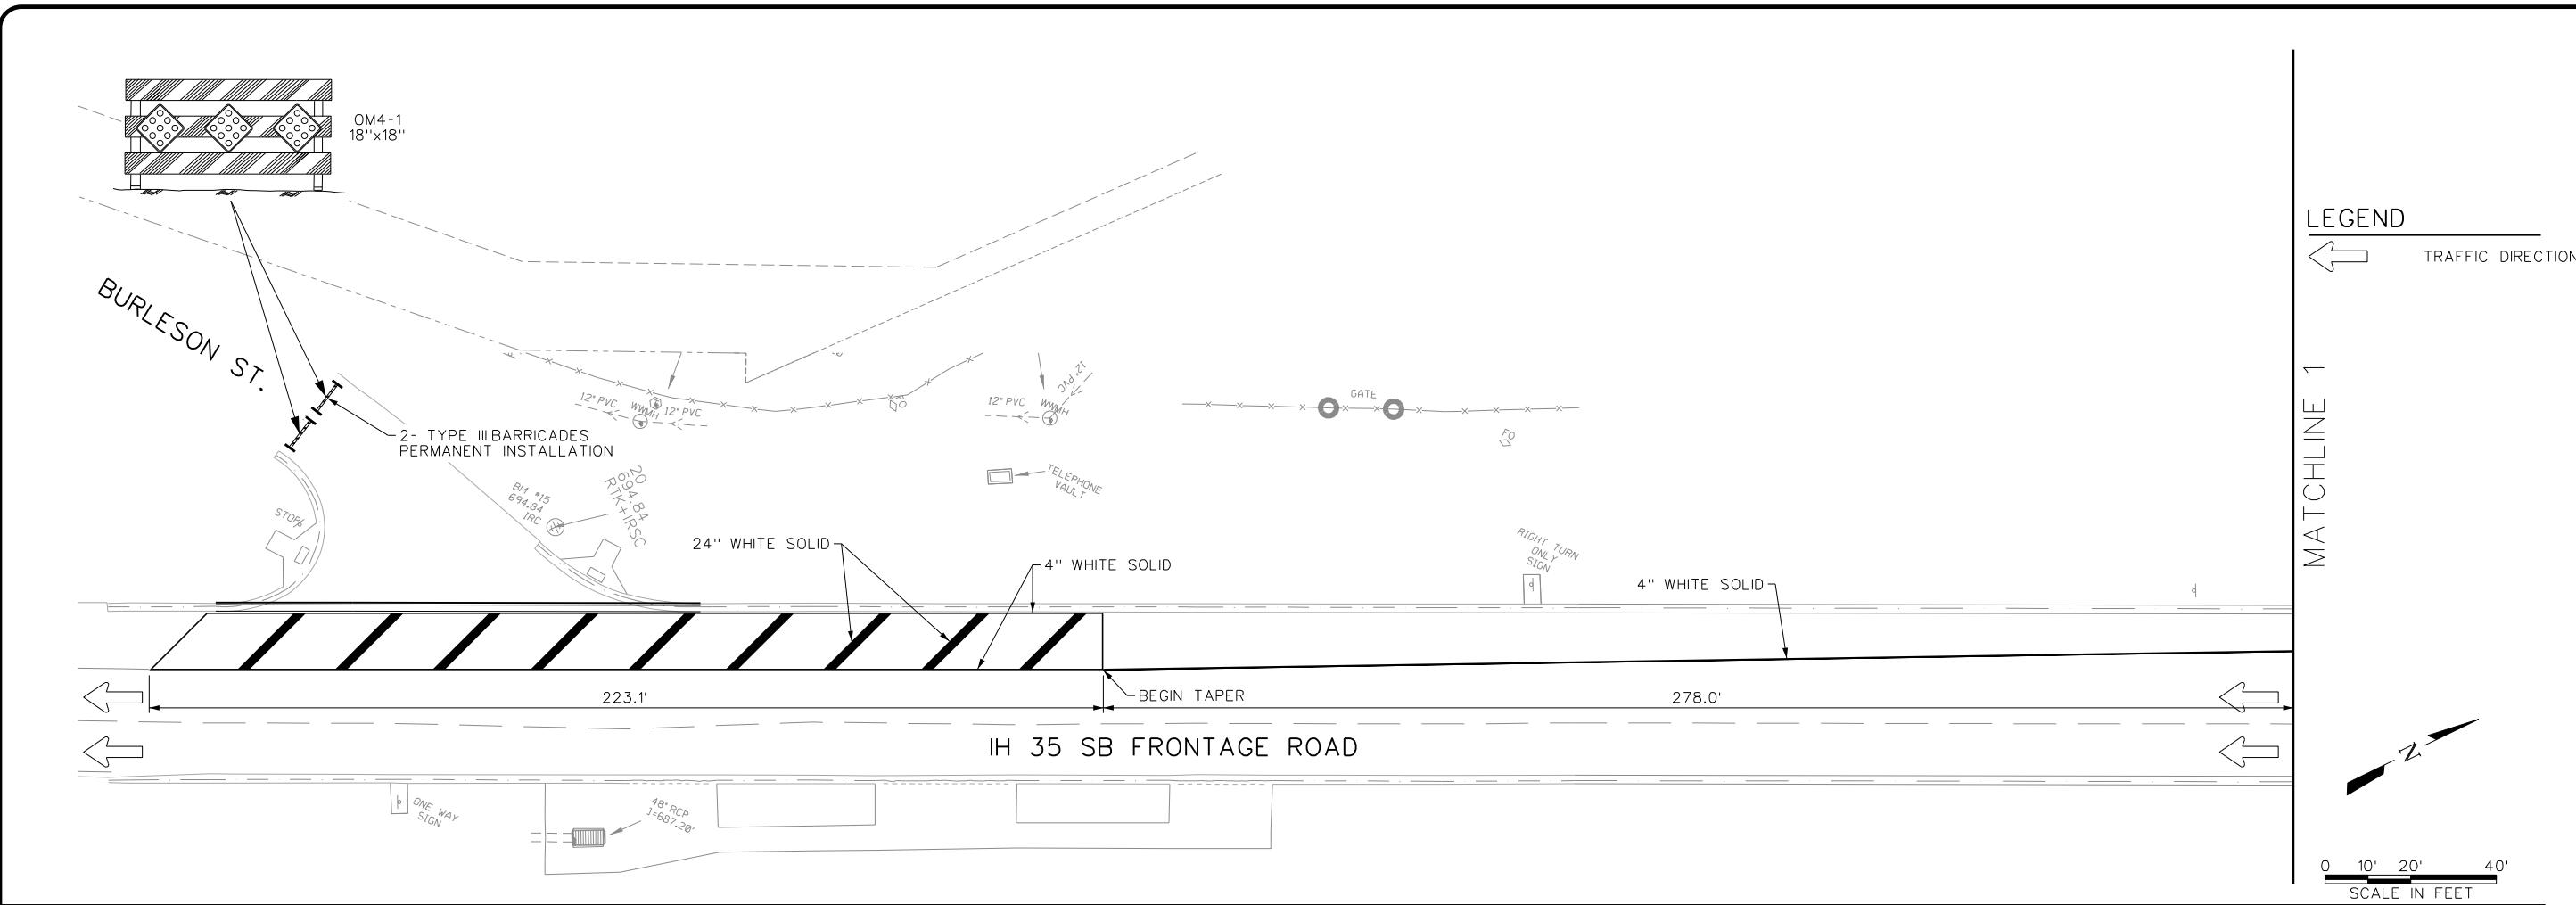 OM4-1
18"x18"
BURLESON ST.
2- TYPE III BARRICADES
PERMANENT INSTALLATION
12" PVC
WWMH
12" PVC
FO
12" PVC
WWMH
12" PVC
GATE
FO
TELEPHONE
VAULT
STOP
BM #15
694.84
IRC
20
694.84
RTK+IRSC
24" WHITE SOLID
4" WHITE SOLID
RIGHT TURN
ONLY
SIGN
4" WHITE SOLID
223.1'
BEGIN TAPER
278.0'
IH 35 SB FRONTAGE ROAD
ONE WAY
SIGN
48" RCP
I=687.20'
MATCHLINE 1
LEGEND
TRAFFIC DIRECTION
N
0 10' 20' 40'
SCALE IN FEET